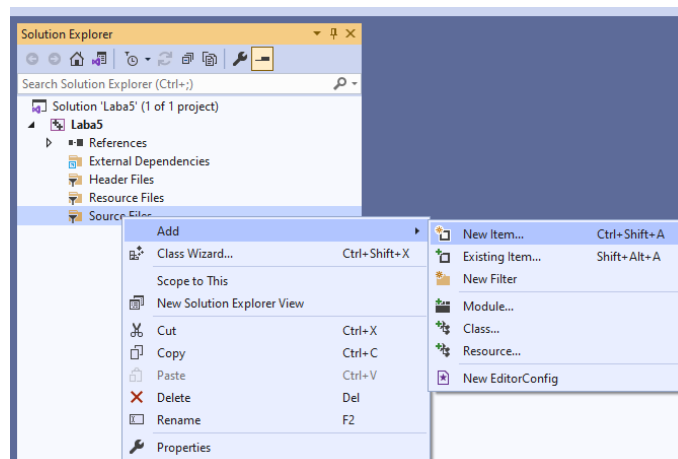 Solution Explorer
Search Solution Explorer (Ctrl+;)
Solution 'Laba5' (1 of 1 project)
Laba5
References
External Dependencies
Header Files
Resource Files
Source Files
Add
Class Wizard... Ctrl+Shift+X
Scope to This
New Solution Explorer View
Cut Ctrl+X
Copy Ctrl+C
Paste Ctrl+V
Delete Del
Rename F2
Properties
New Item... Ctrl+Shift+A
Existing Item... Shift+Alt+A
New Filter
Module...
Class...
Resource...
New EditorConfig